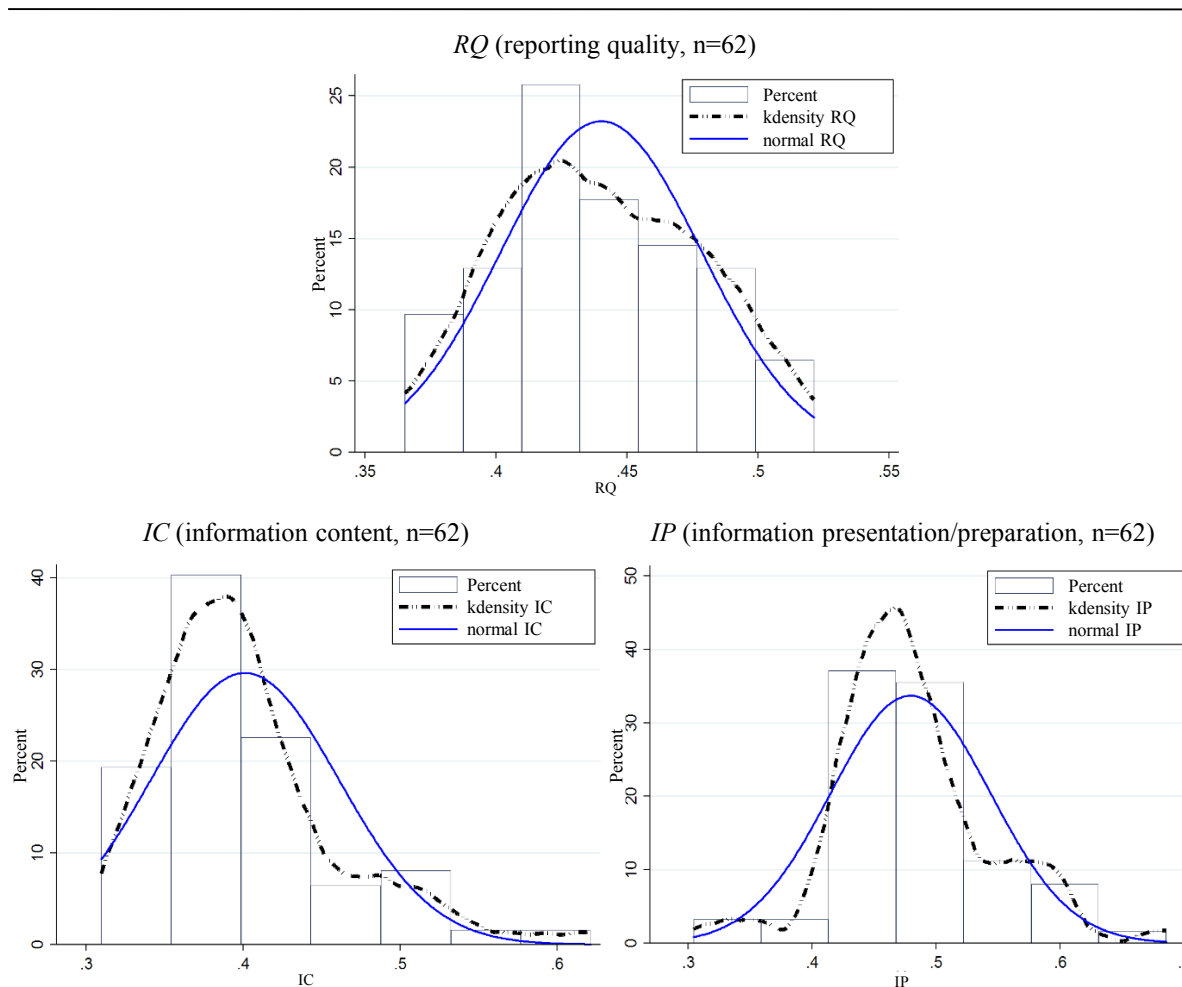 RQ (reporting quality, n=62)
25
20
15
10
5
0
Percent
Percent
kdensity RQ
normal RQ
.35
.4
.45
.5
.55
RQ
IC (information content, n=62)
40
30
20
10
0
Percent
Percent
kdensity IC
normal IC
.3
.4
.5
.6
IC
IP (information presentation/preparation, n=62)
50
40
30
20
10
0
Percent
Percent
kdensity IP
normal IP
.3
.4
.5
.6
IP